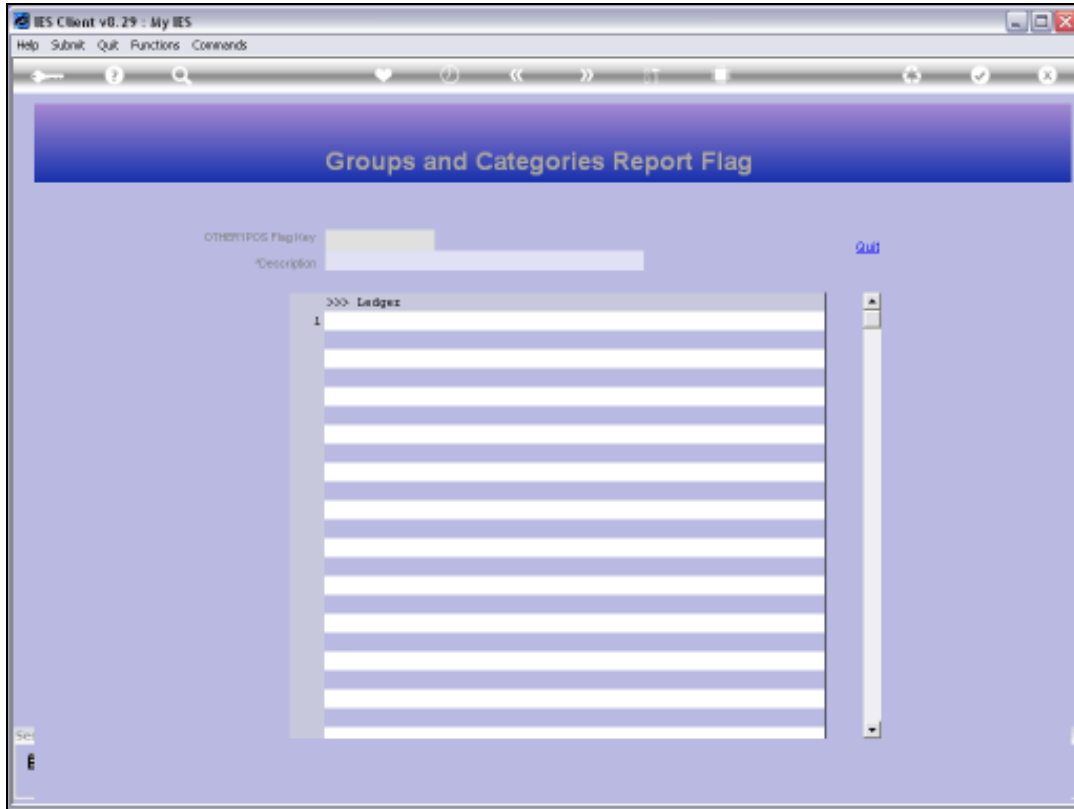 IES Client v8.29 : My IES
Help Submit Quit Functions Commands
Groups and Categories Report Flag
OTHER1POS Flag Key
Quit
*Description
>>> Ledger
1
Ses